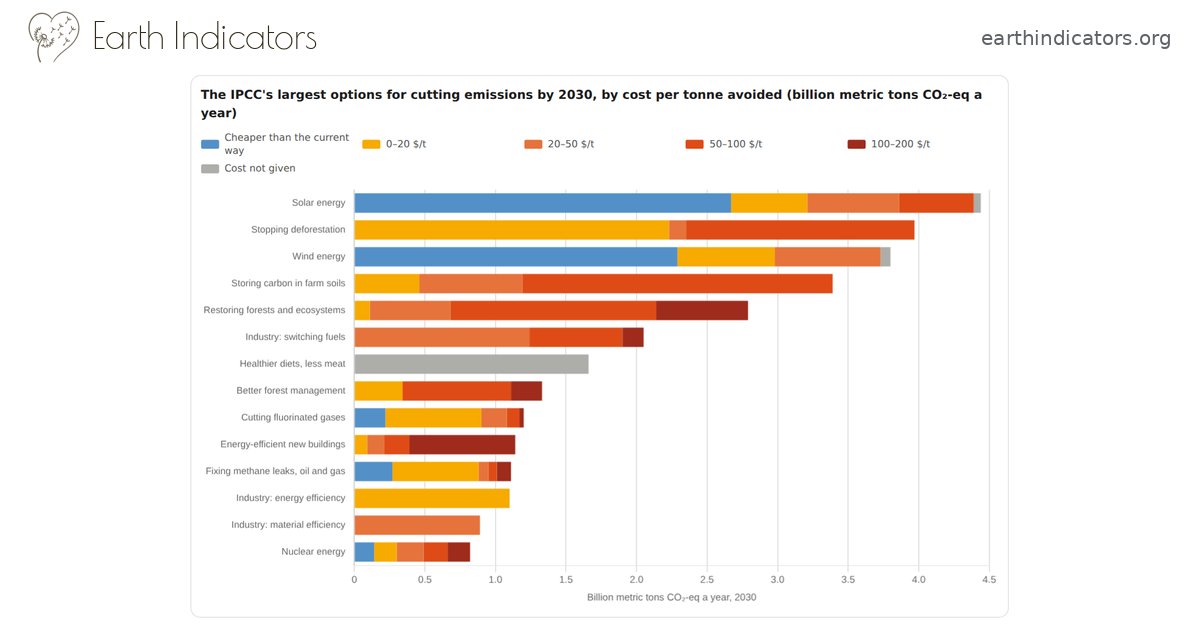 Earth Indicators
earthindicators.org
The IPCC's largest options for cutting emissions by 2030, by cost per tonne avoided (billion metric tons CO₂-eq a
year)
Cheaper than the current
way
0–20 $/t
20–50 $/t
50–100 $/t
100–200 $/t
Cost not given
Solar energy
Stopping deforestation
Wind energy
Storing carbon in farm soils
Restoring forests and ecosystems
Industry: switching fuels
Healthier diets, less meat
Better forest management
Cutting fluorinated gases
Energy-efficient new buildings
Fixing methane leaks, oil and gas
Industry: energy efficiency
Industry: material efficiency
Nuclear energy
0 0.5 1.0 1.5 2.0 2.5 3.0 3.5 4.0 4.5
Billion metric tons CO₂-eq a year, 2030